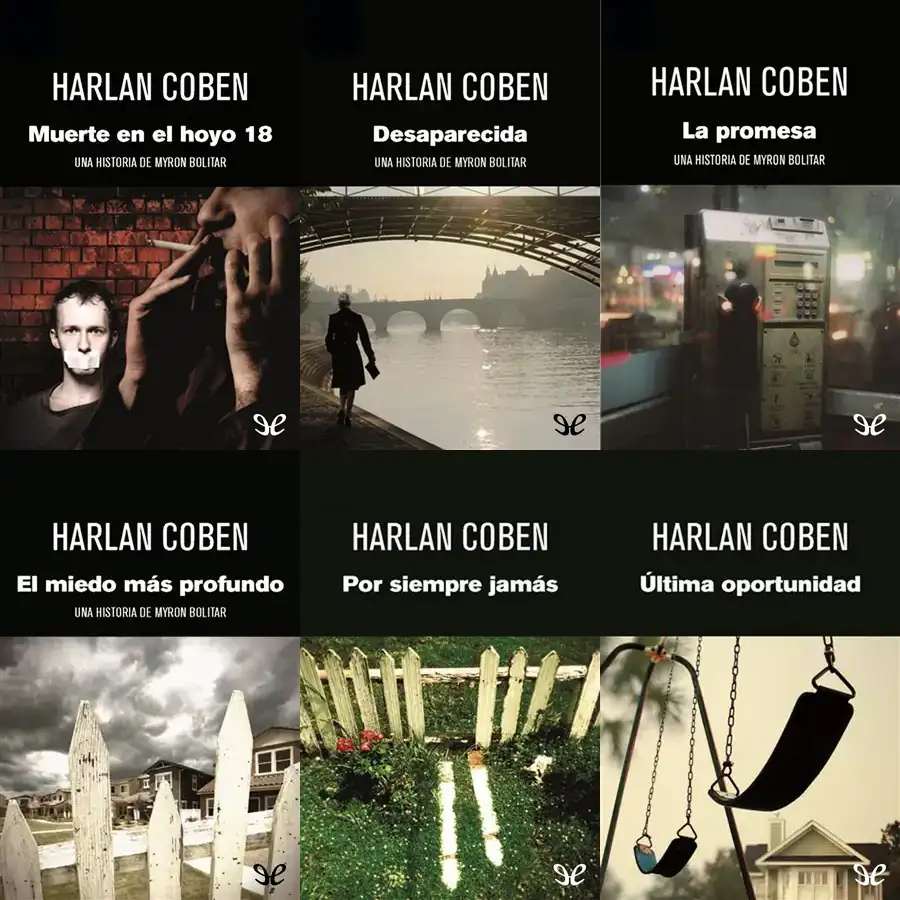 HARLAN COBEN
Muerte en el hoyo 18
UNA HISTORIA DE MYRON BOLITAR
HARLAN COBEN
Desaparecida
UNA HISTORIA DE MYRON BOLITAR
HARLAN COBEN
La promesa
UNA HISTORIA DE MYRON BOLITAR
HARLAN COBEN
El miedo más profundo
UNA HISTORIA DE MYRON BOLITAR
HARLAN COBEN
Por siempre jamás
HARLAN COBEN
Última oportunidad